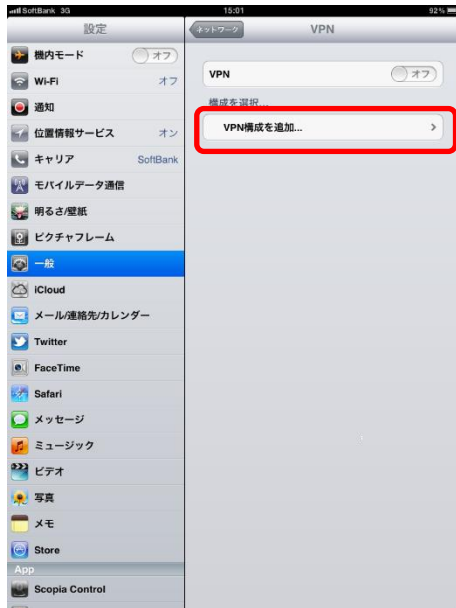 SoftBank 3G 15:01 92%
設定
ネットワーク VPN
機内モード オフ
Wi-Fi オフ
通知
位置情報サービス オン
キャリア SoftBank
モバイルデータ通信
明るさ/壁紙
ピクチャフレーム
一般
iCloud
メール/連絡先/カレンダー
Twitter
FaceTime
Safari
メッセージ
ミュージック
ビデオ
写真
メモ
Store
App
Scopia Control
VPN オフ
構成を選択...
VPN構成を追加...